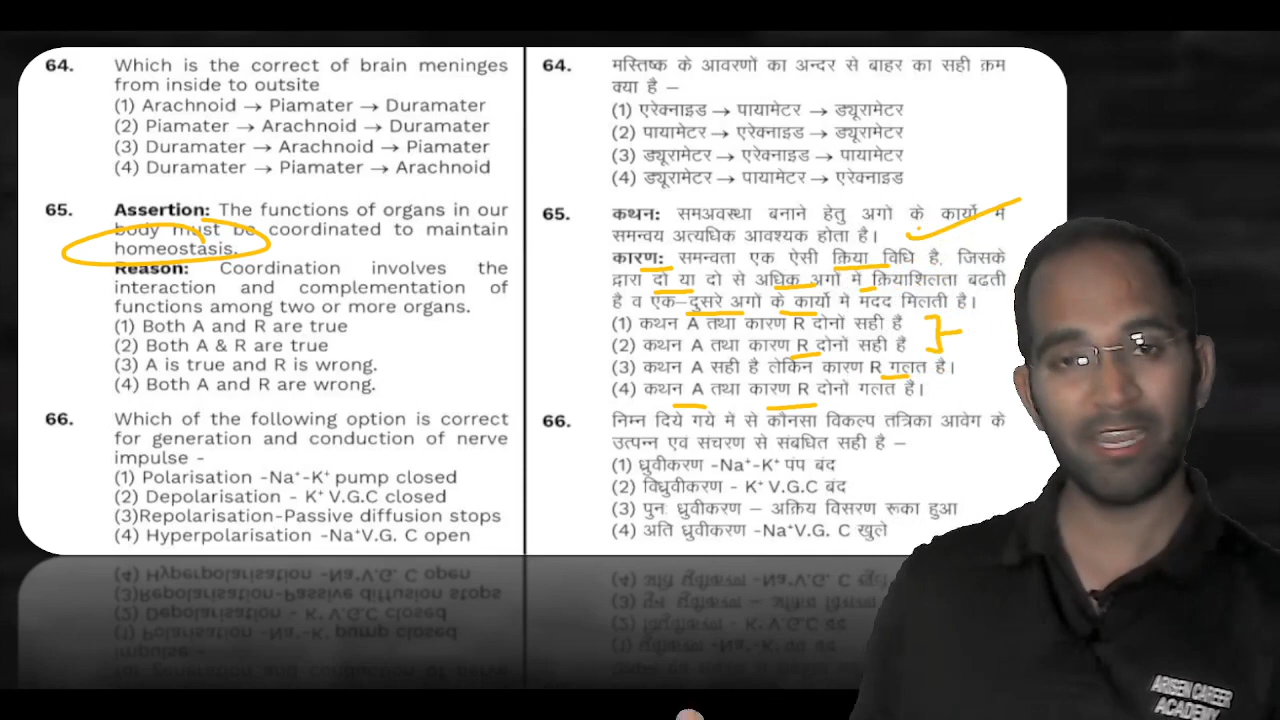 64. Which is the correct of brain meninges
from inside to outsite
(1) Arachnoid → Piamater → Duramater
(2) Piamater → Arachnoid → Duramater
(3) Duramater → Arachnoid → Piamater
(4) Duramater → Piamater → Arachnoid
65. Assertion: The functions of organs in our
body must be coordinated to maintain
homeostasis.
Reason: Coordination involves the
interaction and complementation of
functions among two or more organs.
(1) Both A and R are true
(2) Both A & R are true
(3) A is true and R is wrong.
(4) Both A and R are wrong.
66. Which of the following option is correct
for generation and conduction of nerve
impulse -
(1) Polarisation -Na⁺-K⁺ pump closed
(2) Depolarisation - K⁺ V.G.C closed
(3)Repolarisation-Passive diffusion stops
(4) Hyperpolarisation -Na⁺V.G. C open
64. मस्तिष्क के आवरणों का अन्दर से बाहर का सही क्रम
क्या है –
(1) एरेक्नाइड → पायामेटर → ड्यूरामेटर
(2) पायामेटर → एरेक्नाइड → ड्यूरामेटर
(3) ड्यूरामेटर → एरेक्नाइड → पायामेटर
(4) ड्यूरामेटर → पायामेटर → एरेक्नाइड
65. कथन: समअवस्था बनाने हेतु अगों के कार्यो में
समन्वय अत्यधिक आवश्यक होता है।
कारण: समन्वता एक ऐसी क्रिया विधि है, जिसके
द्वारा दो या दो से अधिक अगों में क्रियाशिलता बढती
है व एक–दुसरे अगों के कार्यो मे मदद मिलती है।
(1) कथन A तथा कारण R दोनों सही है
(2) कथन A तथा कारण R दोनों सही है
(3) कथन A सही है लेकिन कारण R गलत है।
(4) कथन A तथा कारण R दोनों गलत है।
66. निम्न दिये गये में से कौनसा विकल्प तंत्रिका आवेग के
उत्पन्न एवं संचरण से संबधित सही है –
(1) ध्रुवीकरण -Na⁺-K⁺ पंप बंद
(2) विध्रुवीकरण - K⁺ V.G.C बंद
(3) पुनः ध्रुवीकरण – अक्रिय विसरण रूका हुआ
(4) अति ध्रुवीकरण -Na⁺V.G. C खुले
ARISEN CAREER
ACADEMY